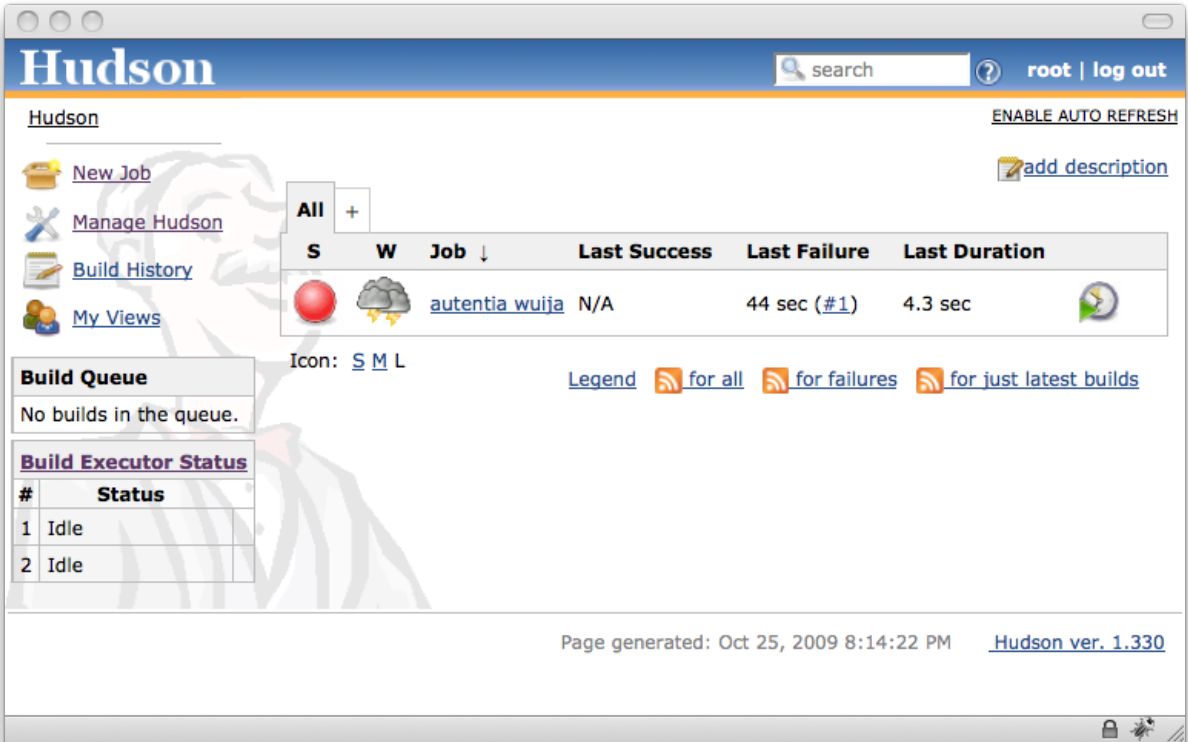 Hudson
search
root | log out
Hudson
ENABLE AUTO REFRESH
New Job
add description
Manage Hudson
All +
S W Job ↓ Last Success Last Failure Last Duration
Build History
autentia wuija N/A 44 sec (#1) 4.3 sec
My Views
Icon: S M L
Legend for all for failures for just latest builds
Build Queue
No builds in the queue.
Build Executor Status
# Status
1 Idle
2 Idle
Page generated: Oct 25, 2009 8:14:22 PM Hudson ver. 1.330